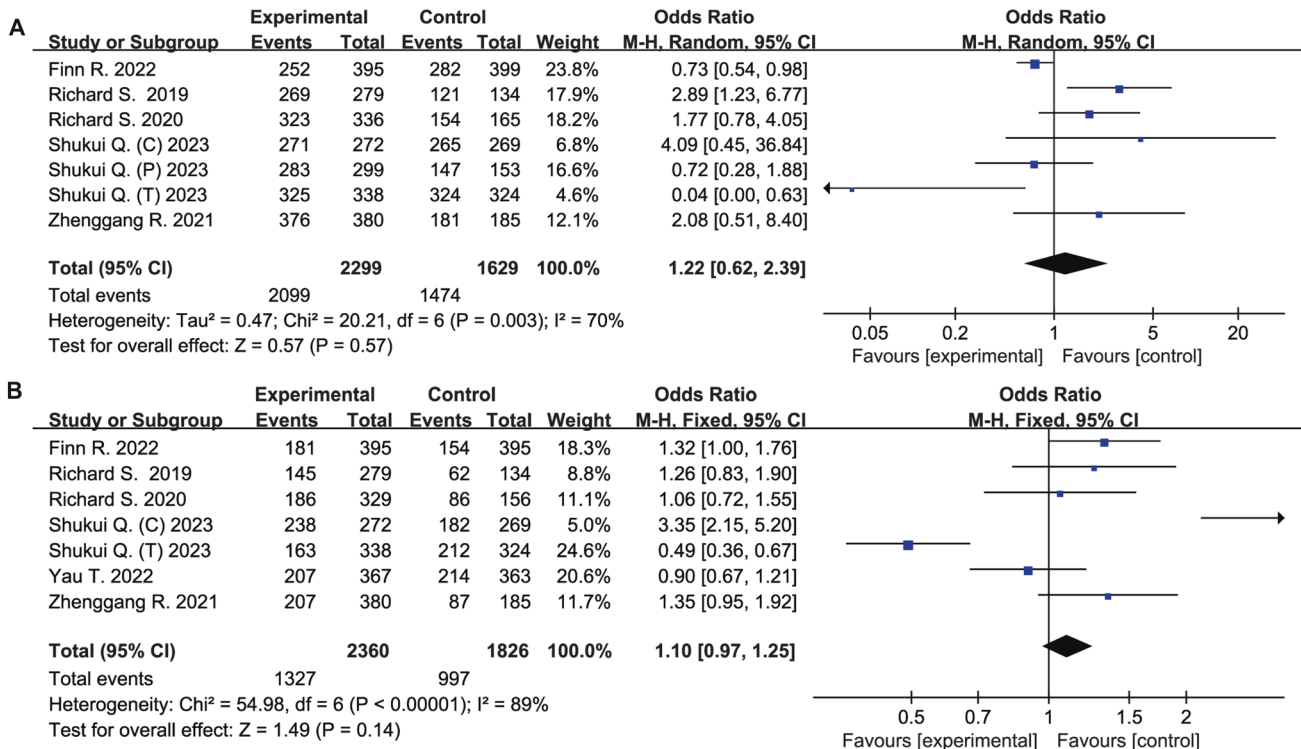 A
Experimental Control Odds Ratio Odds Ratio
Study or Subgroup Events Total Events Total Weight M-H, Random, 95% CI M-H, Random, 95% CI
Finn R. 2022 252 395 282 399 23.8% 0.73 [0.54, 0.98]
Richard S. 2019 269 279 121 134 17.9% 2.89 [1.23, 6.77]
Richard S. 2020 323 336 154 165 18.2% 1.77 [0.78, 4.05]
Shukui Q. (C) 2023 271 272 265 269 6.8% 4.09 [0.45, 36.84]
Shukui Q. (P) 2023 283 299 147 153 16.6% 0.72 [0.28, 1.88]
Shukui Q. (T) 2023 325 338 324 324 4.6% 0.04 [0.00, 0.63]
Zhenggang R. 2021 376 380 181 185 12.1% 2.08 [0.51, 8.40]
Total (95% CI) 2299 1629 100.0% 1.22 [0.62, 2.39]
Total events 2099 1474
Heterogeneity: Tau² = 0.47; Chi² = 20.21, df = 6 (P = 0.003); I² = 70%
Test for overall effect: Z = 0.57 (P = 0.57)
0.05 0.2 1 5 20
Favours [experimental] Favours [control]
B
Experimental Control Odds Ratio Odds Ratio
Study or Subgroup Events Total Events Total Weight M-H, Fixed, 95% CI M-H, Fixed, 95% CI
Finn R. 2022 181 395 154 395 18.3% 1.32 [1.00, 1.76]
Richard S. 2019 145 279 62 134 8.8% 1.26 [0.83, 1.90]
Richard S. 2020 186 329 86 156 11.1% 1.06 [0.72, 1.55]
Shukui Q. (C) 2023 238 272 182 269 5.0% 3.35 [2.15, 5.20]
Shukui Q. (T) 2023 163 338 212 324 24.6% 0.49 [0.36, 0.67]
Yau T. 2022 207 367 214 363 20.6% 0.90 [0.67, 1.21]
Zhenggang R. 2021 207 380 87 185 11.7% 1.35 [0.95, 1.92]
Total (95% CI) 2360 1826 100.0% 1.10 [0.97, 1.25]
Total events 1327 997
Heterogeneity: Chi² = 54.98, df = 6 (P < 0.00001); I² = 89%
Test for overall effect: Z = 1.49 (P = 0.14)
0.5 0.7 1 1.5 2
Favours [experimental] Favours [control]